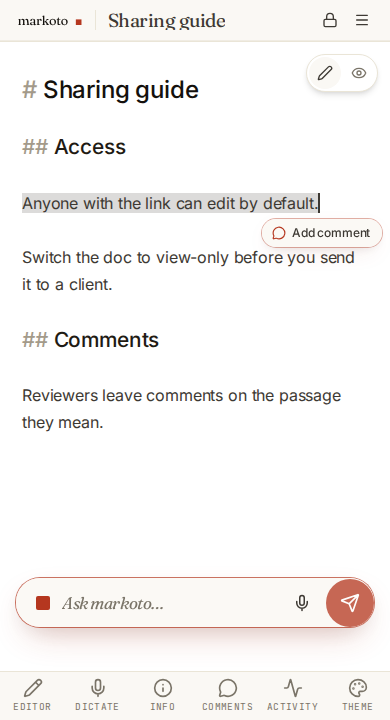 markoto
Sharing guide
# Sharing guide
## Access
Anyone with the link can edit by default.
Add comment
Switch the doc to view-only before you send
it to a client.
## Comments
Reviewers leave comments on the passage
they mean.
Ask markoto...
EDITOR
DICTATE
INFO
COMMENTS
ACTIVITY
THEME